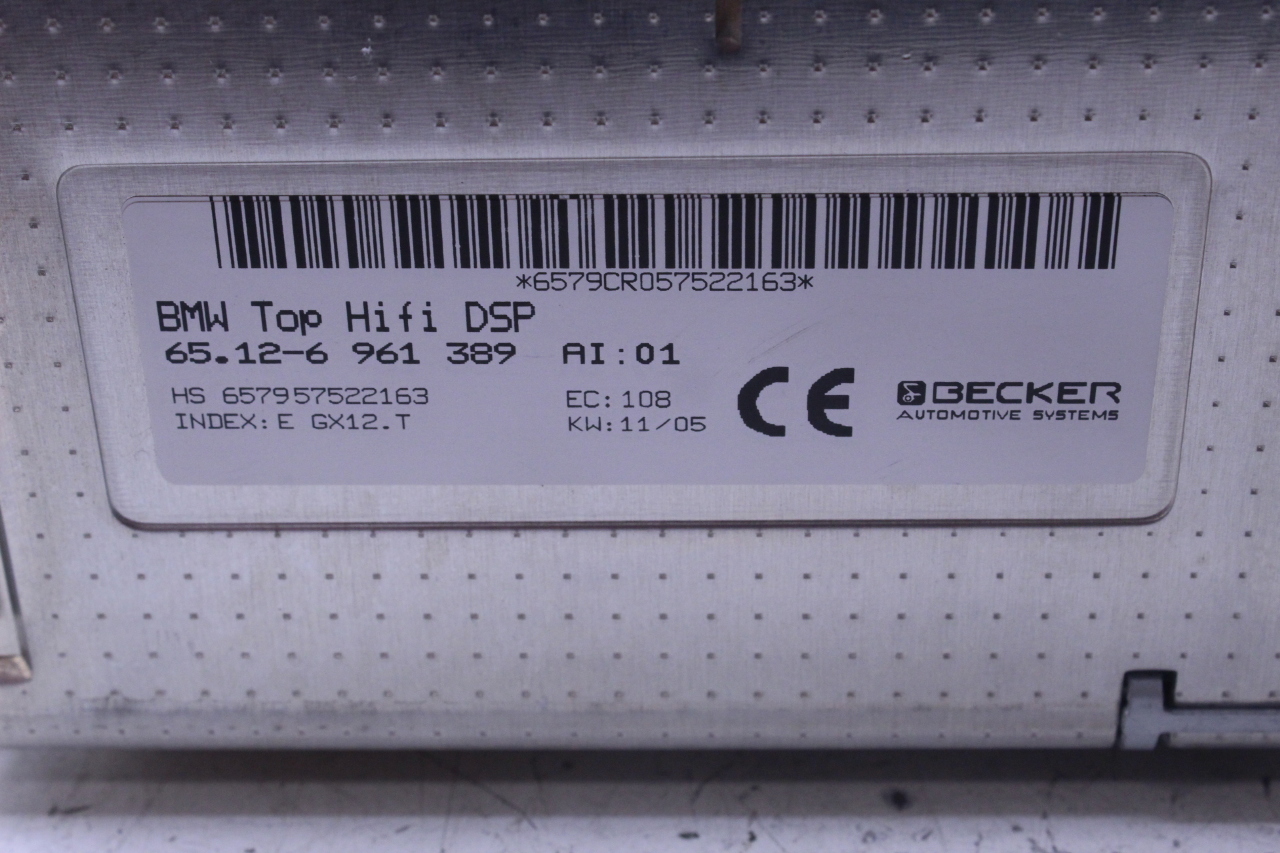 *6579CR057522163*
BMW Top Hifi DSP
65.12-6 961 389 AI:01
HS 657957522163 EC:108
INDEX:E GX12.T KW:11/05
CE
BECKER
AUTOMOTIVE SYSTEMS